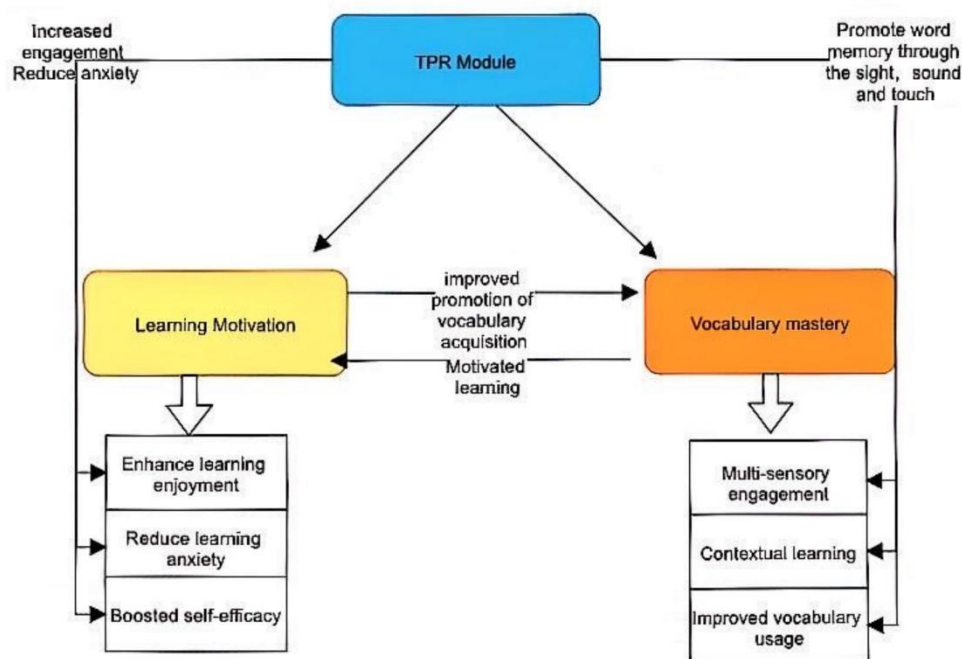 Increased
engagement
Reduce anxiety
TPR Module
Promote word
memory through
the sight, sound
and touch
Learning Motivation
improved
promotion of
vocabulary
acquisition
Motivated
learning
Vocabulary mastery
Enhance learning
enjoyment
Reduce learning
anxiety
Boosted self-efficacy
Multi-sensory
engagement
Contextual learning
Improved vocabulary
usage